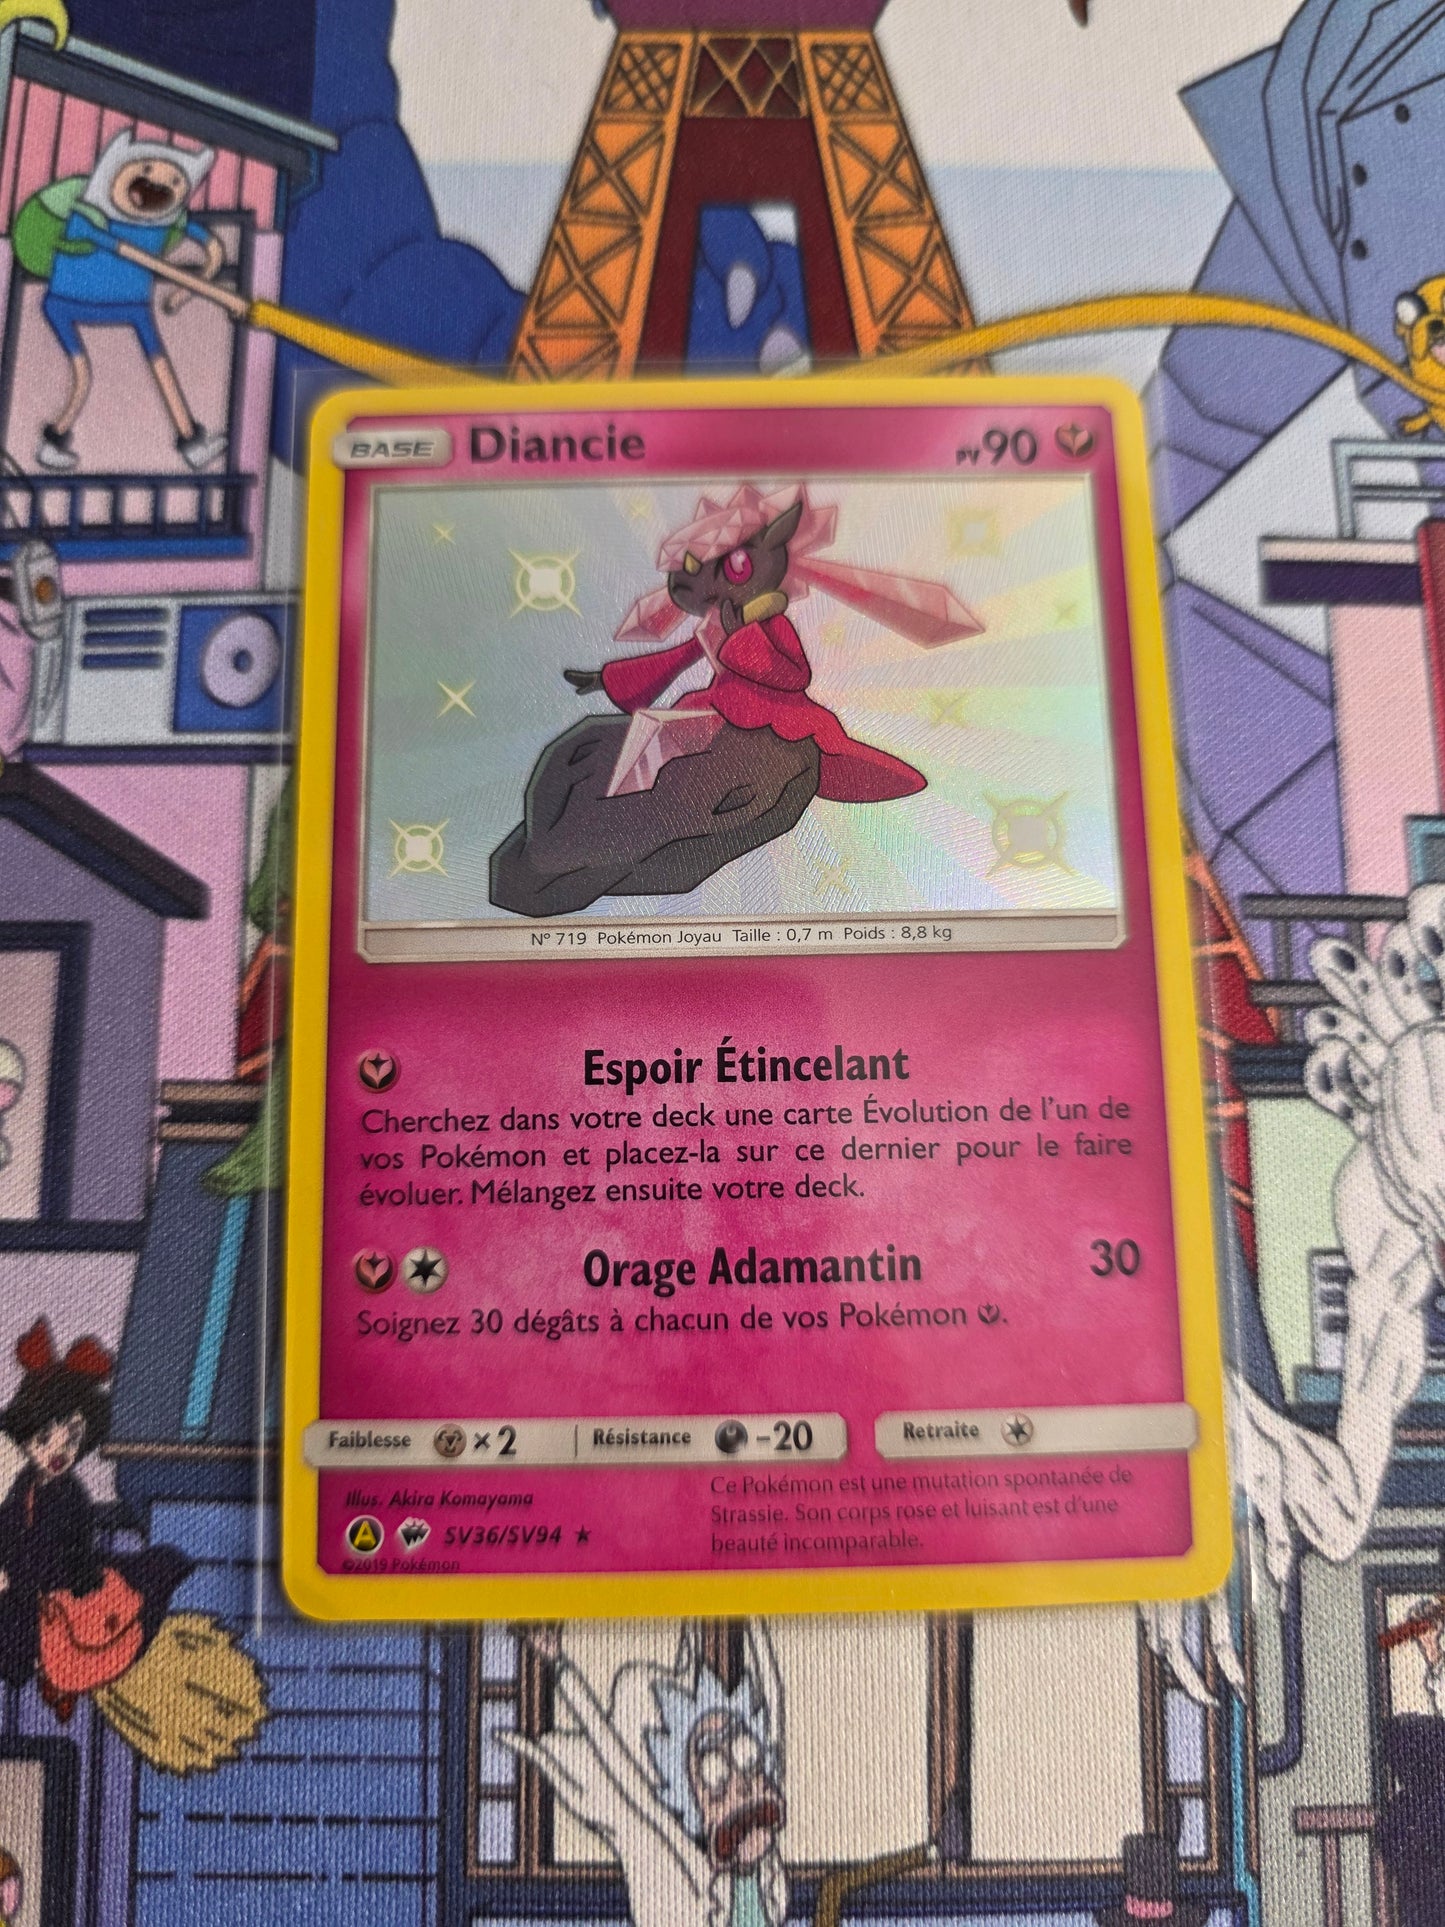 BASE Diancie PV90
N° 719 Pokémon Joyau Taille : 0,7 m Poids : 8,8 kg
Espoir Étincelant
Cherchez dans votre deck une carte Évolution de l'un de
vos Pokémon et placez-la sur ce dernier pour le faire
évoluer. Mélangez ensuite votre deck.
Orage Adamantin 30
Soignez 30 dégâts à chacun de vos Pokémon .
Faiblesse ×2 Résistance -20 Retraite
Illus. Akira Komayama
A SV36/SV94 ★
©2019 Pokémon
Ce Pokémon est une mutation spontanée de
Strassie. Son corps rose et luisant est d'une
beauté incomparable.